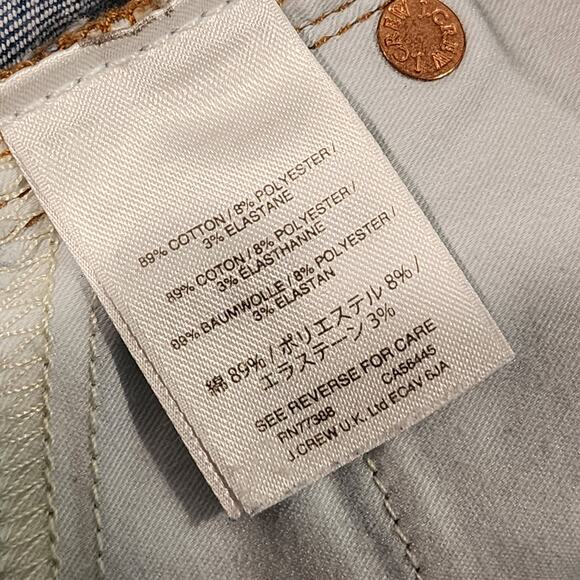 J.CREW J.CREW
89% COTTON / 8% POLYESTER /
3% ELASTANE
89% COTON / 8% POLYESTER /
3% ÉLASTHANNE
89% BAUMWOLLE / 8% POLYESTER /
3% ELASTAN
綿 89% / ポリエステル 8% /
エラステーン 3%
SEE REVERSE FOR CARE
RN77388 CA56445
J.CREW U.K. Ltd EC4V 6JA